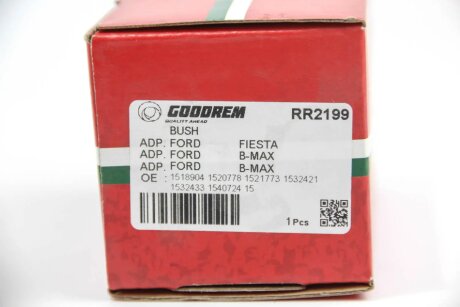 GOODREM RR2199
QUALITY AHEAD
BUSH
ADP. FORD FIESTA
ADP. FORD B-MAX
ADP. FORD B-MAX
OE : 1518904 1520778 1521773 1532421
1532433 1540724 15
1 Pcs